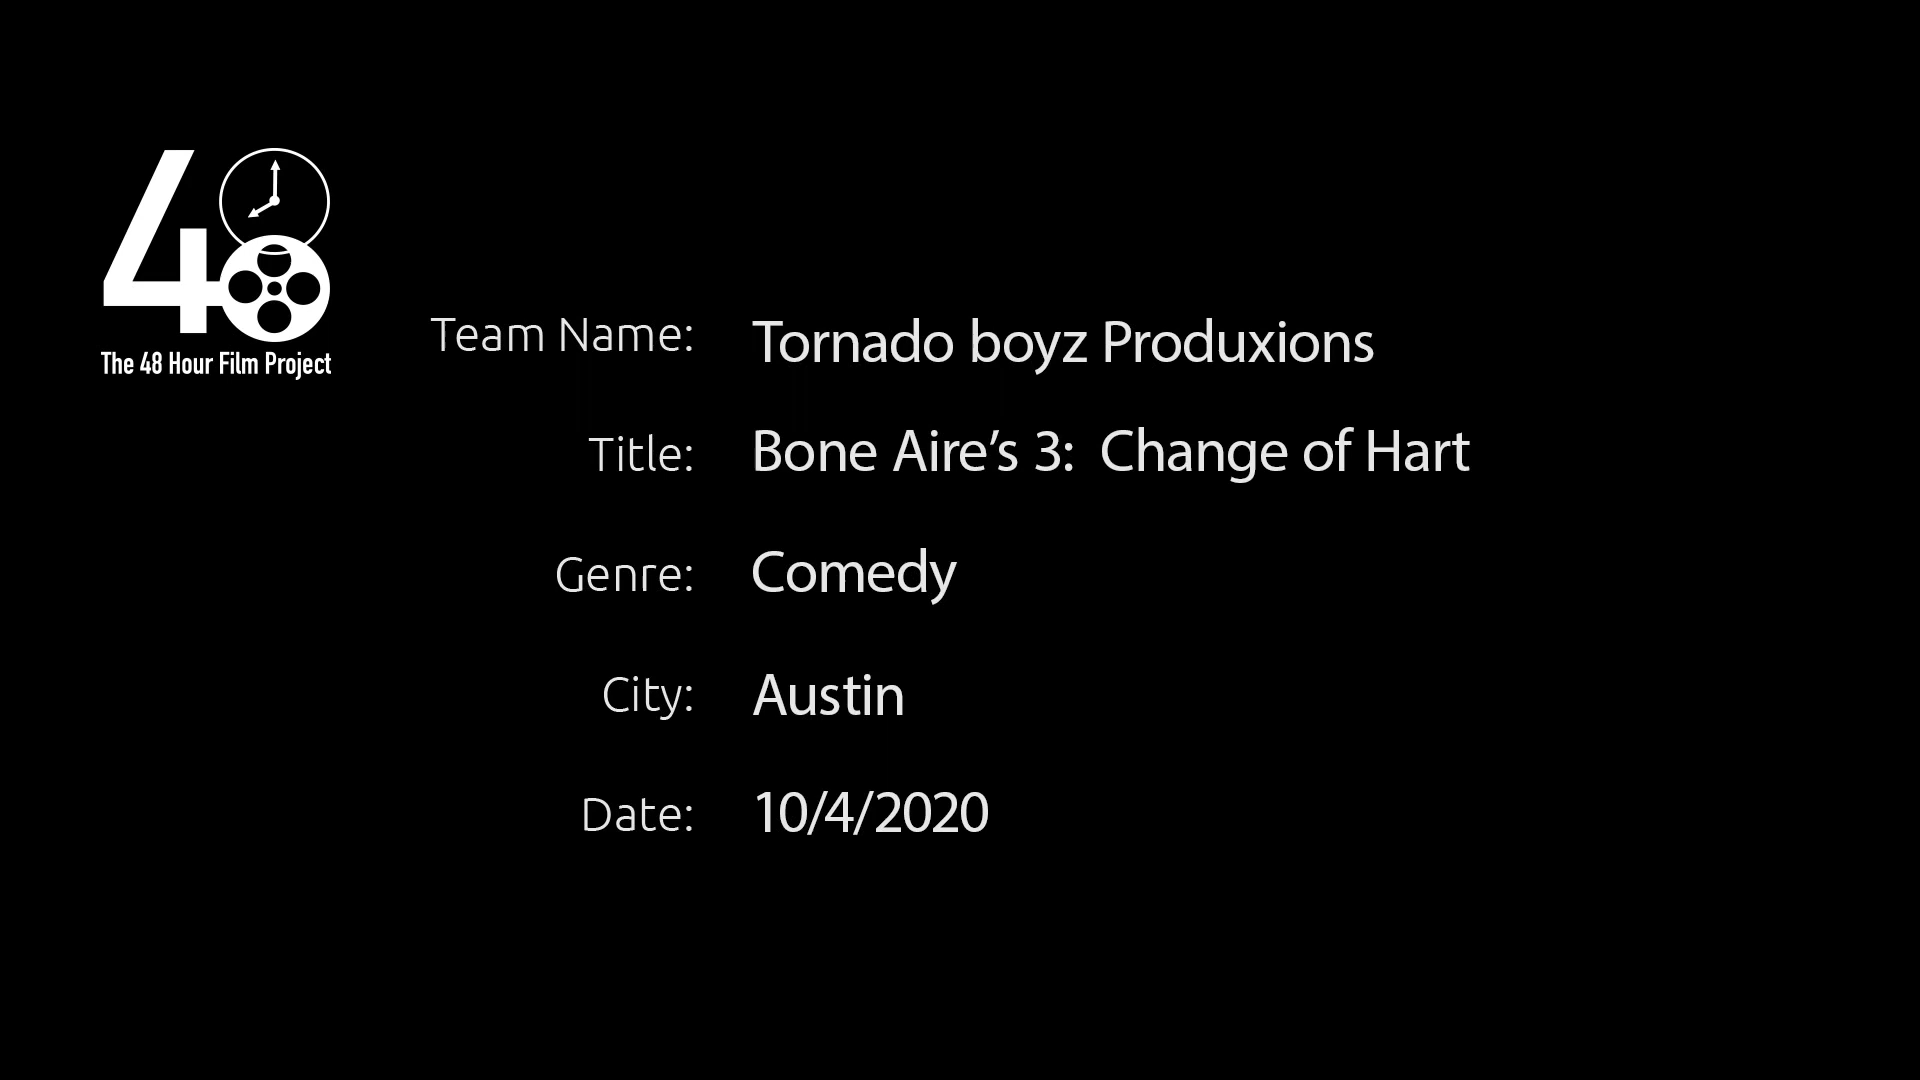 48
The 48 Hour Film Project
Team Name: Tornado boyz Produxions
Title: Bone Aire’s 3: Change of Hart
Genre: Comedy
City: Austin
Date: 10/4/2020